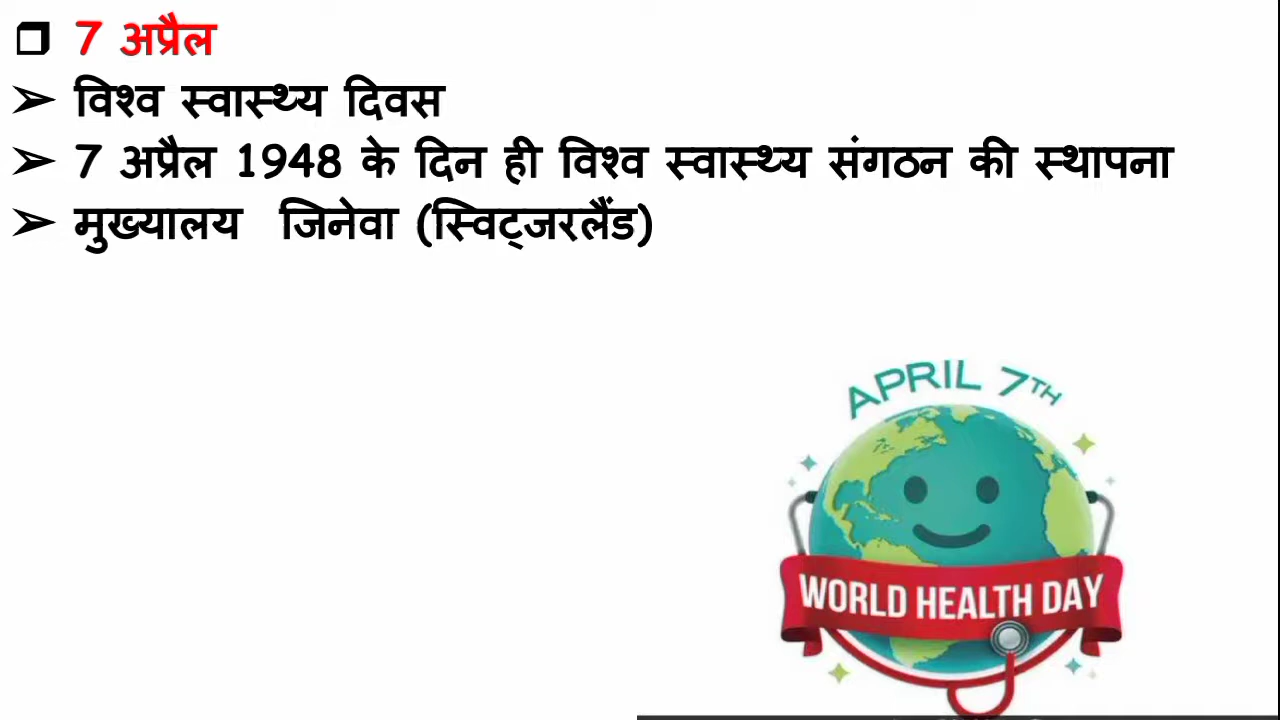 7 अप्रैल
विश्व स्वास्थ्य दिवस
7 अप्रैल 1948 के दिन ही विश्व स्वास्थ्य संगठन की स्थापना
मुख्यालय जिनेवा (स्विट्जरलैंड)
APRIL 7TH
WORLD HEALTH DAY